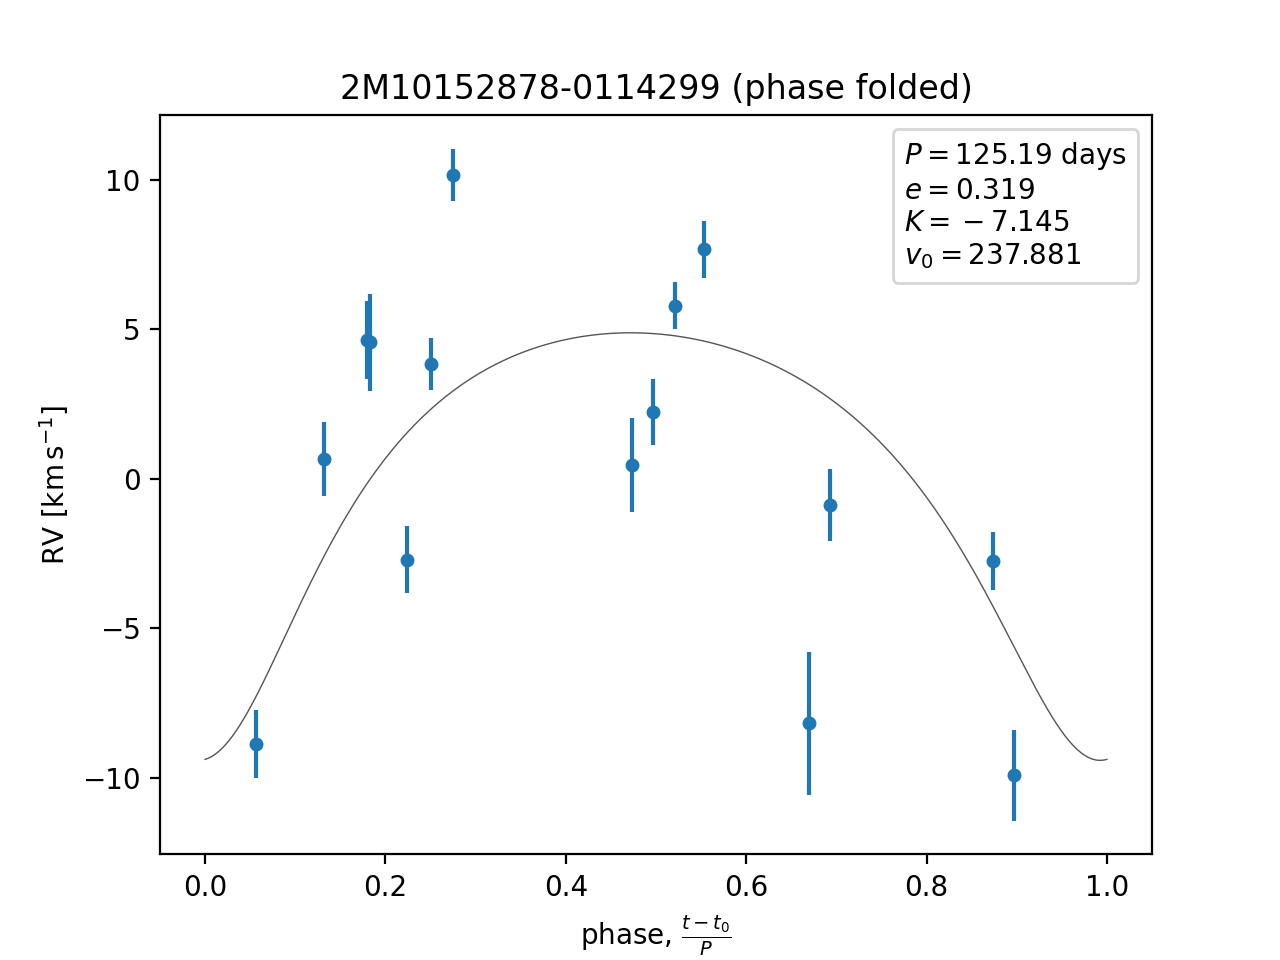 2M10152878-0114299 (phase folded)
P = 125.19 days
e = 0.319
K = −7.145
v₀ = 237.881
RV [km s⁻¹]
10
5
0
−5
−10
0.0 0.2 0.4 0.6 0.8 1.0
phase, (t − t₀)/P